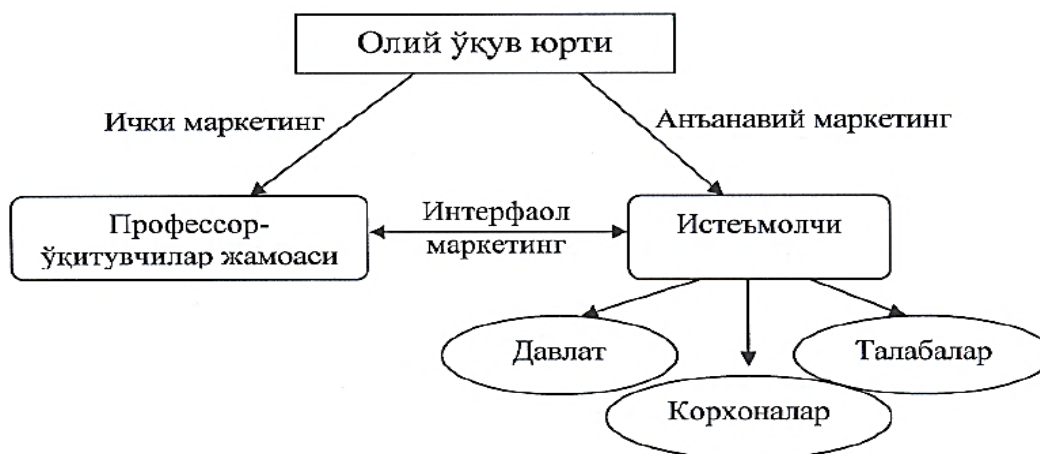 Олий ўқув юрти
Ички маркетинг
Анъанавий маркетинг
Профессор-
ўқитувчилар жамоаси
Интерфаол
маркетинг
Истеъмолчи
Давлат
Корхоналар
Талабалар